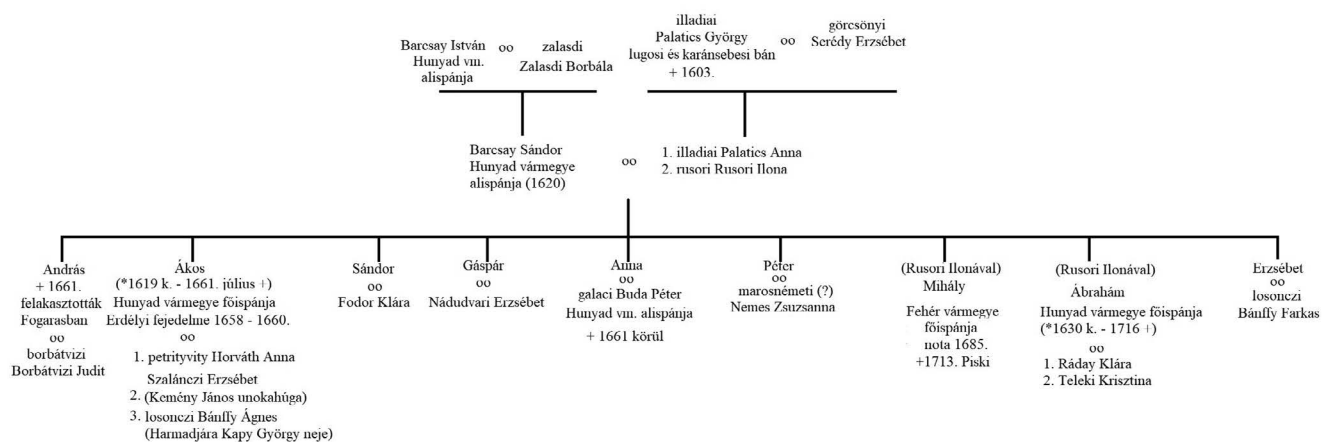 Barcsay István
Hunyad vm.
alispánja
oo
zalasdi
Zalasdi Borbála
illadiai
Palatics György
lugosi és karánsebesi bán
+ 1603.
oo
görcsönyi
Serédy Erzsébet
Barcsay Sándor
Hunyad vármegye
alispánja (1620)
oo
1. illadiai Palatics Anna
2. rusori Rusori Ilona
András
+ 1661.
felakasztották
Fogarasban
oo
borbátvizi
Borbátvizi Judit
Ákos
(*1619 k. - 1661. július +)
Hunyad vármegye főispánja
Erdélyi fejedelme 1658 - 1660.
oo
1. petrityvity Horváth Anna
Szalánczi Erzsébet
2. (Kemény János unokahúga)
3. losonczi Bánffy Ágnes
(Harmadjára Kapy György neje)
Sándor
oo
Fodor Klára
Gáspár
oo
Nádudvari Erzsébet
Anna
oo
galaci Buda Péter
Hunyad vm. alispánja
+ 1661 körül
Péter
oo
marosnémeti (?)
Nemes Zsuzsanna
(Rusori Ilonával)
Mihály
Fehér vármegye
főispánja
nota 1685.
+1713. Piski
(Rusori Ilonával)
Ábrahám
Hunyad vármegye főispánja
(*1630 k. - 1716 +)
oo
1. Ráday Klára
2. Teleki Krisztina
Erzsébet
oo
losonczi
Bánffy Farkas